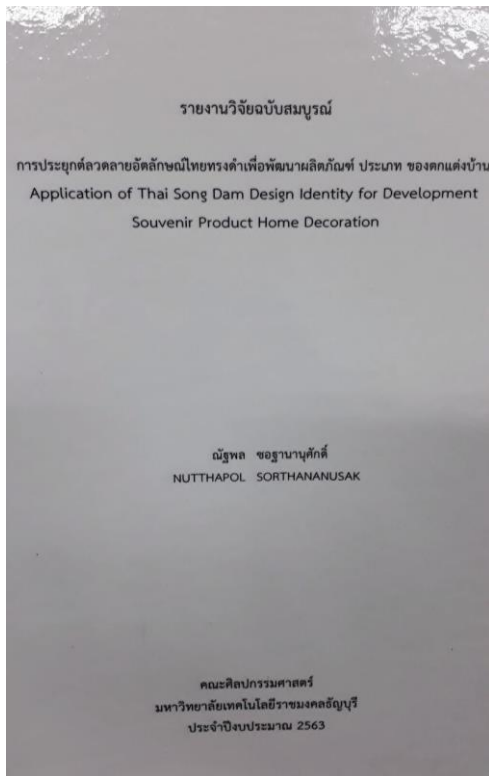 รายงานวิจัยฉบับสมบูรณ์
การประยุกต์ลวดลายอัตลักษณ์ไทยทรงดำเพื่อพัฒนาผลิตภัณฑ์ ประเภท ของตกแต่งบ้าน
Application of Thai Song Dam Design Identity for Development
Souvenir Product Home Decoration
ณัฐพล ซอฐานานุศักดิ์
NUTTHAPOL SORTHANANUSAK
คณะศิลปกรรมศาสตร์
มหาวิทยาลัยเทคโนโลยีราชมงคลธัญบุรี
ประจำปีงบประมาณ 2563